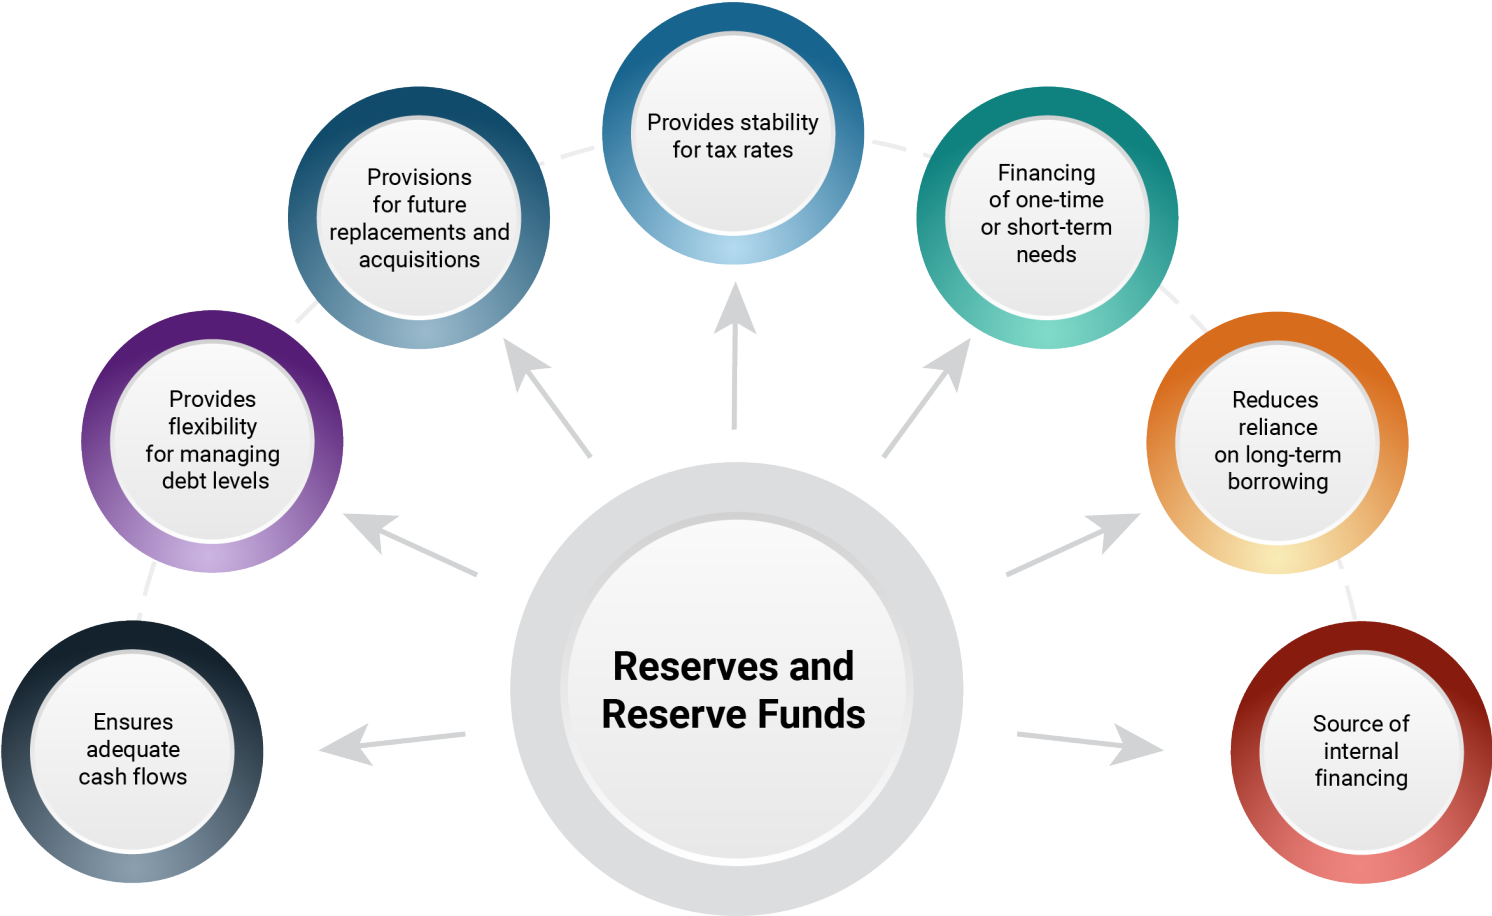 Provides stability
for tax rates
Provisions
for future
replacements and
acquisitions
Financing
of one-time
or short-term
needs
Provides
flexibility
for managing
debt levels
Reduces
reliance
on long-term
borrowing
Ensures
adequate
cash flows
Reserves and
Reserve Funds
Source of
internal
financing